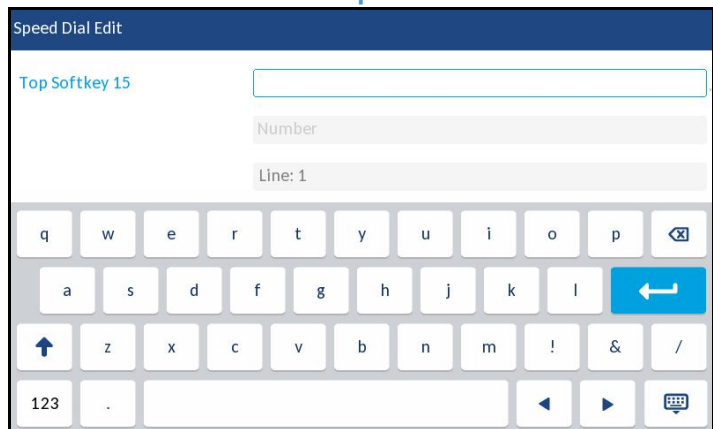 Speed Dial Edit
Top Softkey 15
Number
Line: 1
q w e r t y u i o p
a s d f g h j k l
z x c v b n m ! & /
123 .